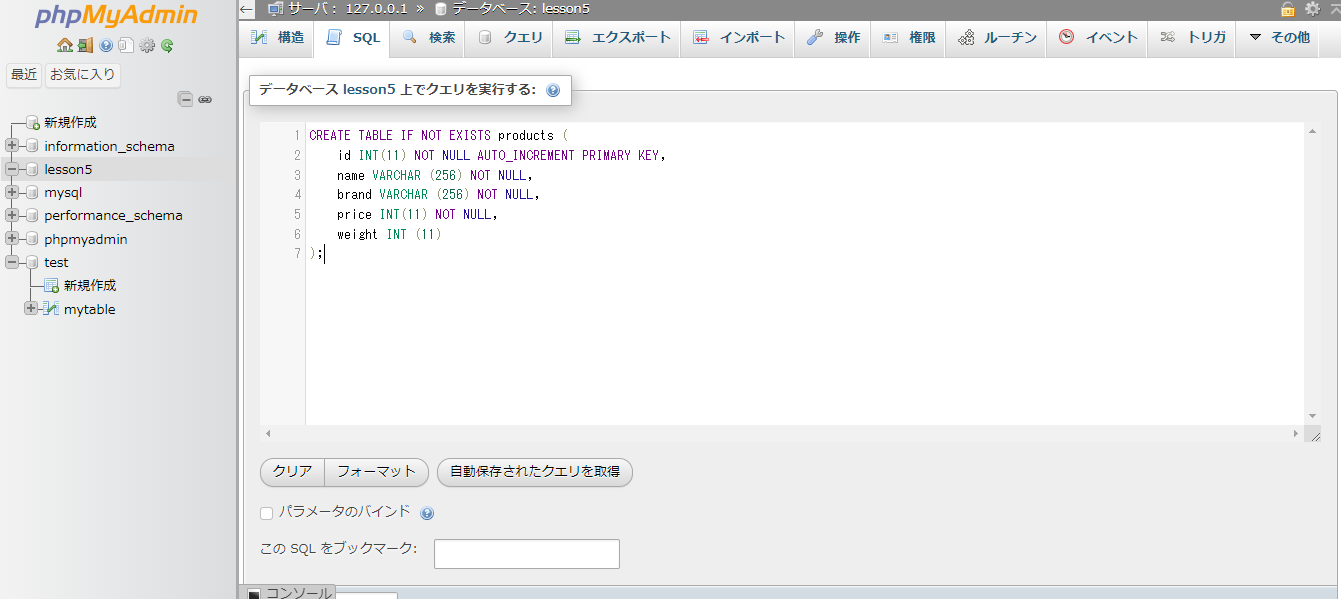 phpMyAdmin
最近 お気に入り
新規作成
information_schema
lesson5
mysql
performance_schema
phpmyadmin
test
新規作成
mytable
サーバ： 127.0.0.1 » データベース: lesson5
構造 SQL 検索 クエリ エクスポート インポート 操作 権限 ルーチン イベント トリガ その他
データベース lesson5 上でクエリを実行する:
1 CREATE TABLE IF NOT EXISTS products (
2 id INT(11) NOT NULL AUTO_INCREMENT PRIMARY KEY,
3 name VARCHAR (256) NOT NULL,
4 brand VARCHAR (256) NOT NULL,
5 price INT(11) NOT NULL,
6 weight INT (11)
7 );
クリア フォーマット 自動保存されたクエリを取得
パラメータのバインド
この SQL をブックマーク:
コンソール